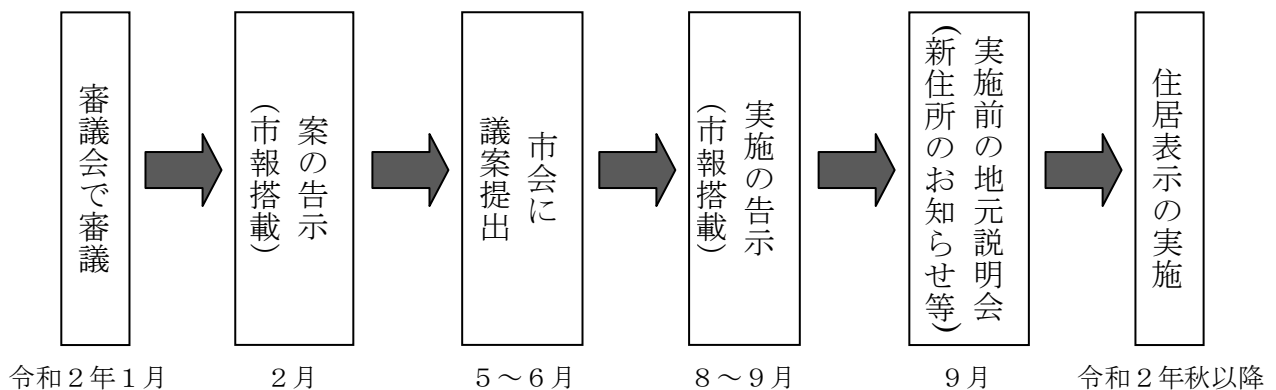 審議会で審議
案の告示
(市報搭載)
市会に
議案提出
実施の告示
(市報搭載)
実施前の地元説明会
(新住所のお知らせ等)
住居表示の実施
令和２年１月
２月
５～６月
８～９月
９月
令和２年秋以降